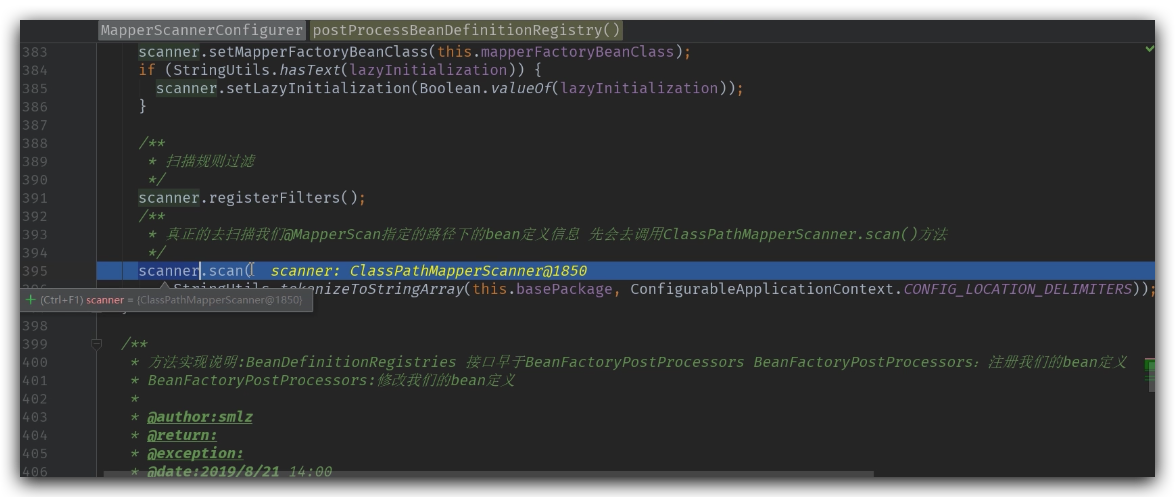 MapperScannerConfigurer postProcessBeanDefinitionRegistry()
383 scanner.setMapperFactoryBeanClass(this.mapperFactoryBeanClass);
384 if (StringUtils.hasText(lazyInitialization)) {
385 scanner.setLazyInitialization(Boolean.valueOf(lazyInitialization));
386 }
387
388 /**
389 * 扫描规则过滤
390 */
391 scanner.registerFilters();
392 /**
393 * 真正的去扫描我们@MapperScan指定的路径下的bean定义信息 先会去调用ClassPathMapperScanner.scan()方法
394 */
395 scanner.scan( scanner: ClassPathMapperScanner@1850
StringUtils.tokenizeToStringArray(this.basePackage, ConfigurableApplicationContext.CONFIG_LOCATION_DELIMITERS));
+ (Ctrl+F1) scanner = {ClassPathMapperScanner@1850}
398
399 /**
400 * 方法实现说明:BeanDefinitionRegistries 接口早于BeanFactoryPostProcessors BeanFactoryPostProcessors：注册我们的bean定义
401 * BeanFactoryPostProcessors:修改我们的bean定义
402 *
403 * @author:smlz
404 * @return:
405 * @exception:
406 * @date:2019/8/21 14:00